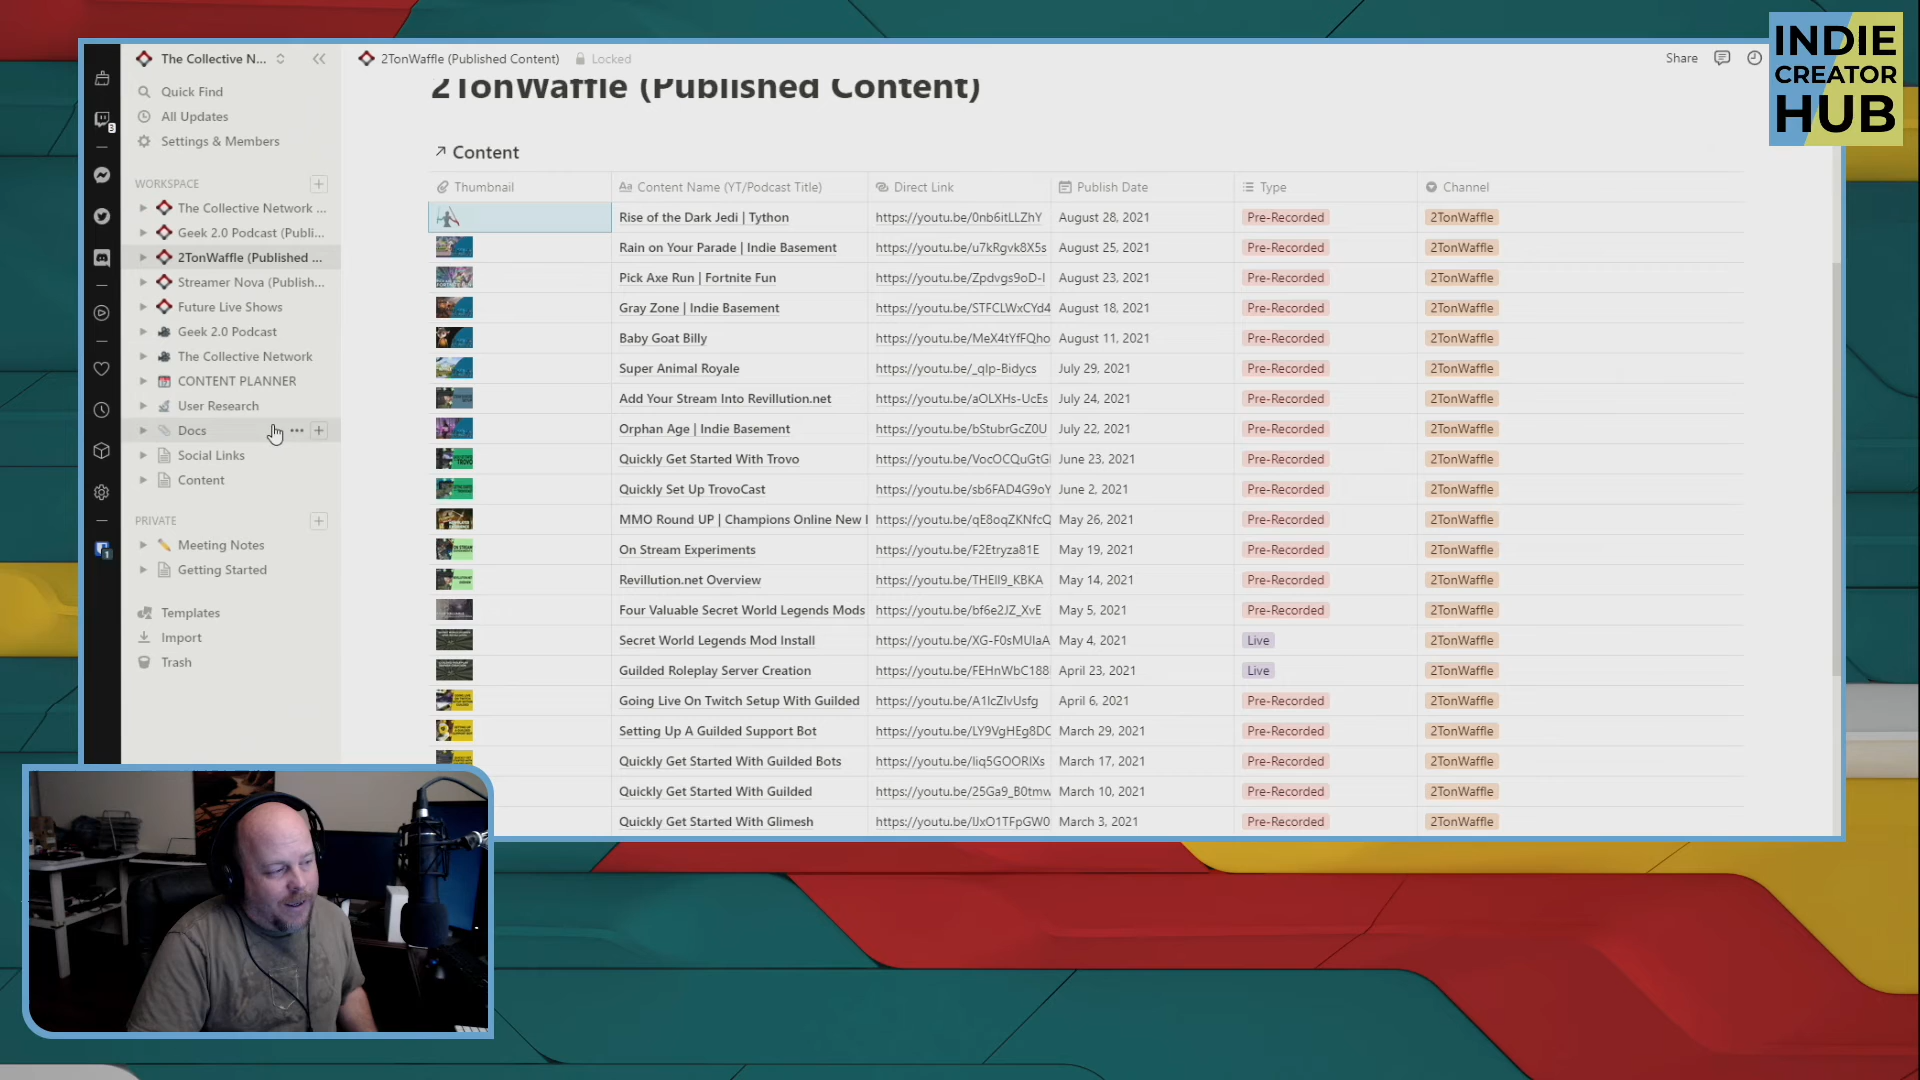 INDIE
CREATOR
HUB
The Collective N...
2TonWaffle (Published Content)
Locked
Share
2TonWaffle (Published Content)
Quick Find
All Updates
Settings & Members
WORKSPACE
The Collective Network ...
Geek 2.0 Podcast (Publi...
2TonWaffle (Published ...
Streamer Nova (Publish...
Future Live Shows
Geek 2.0 Podcast
The Collective Network
CONTENT PLANNER
User Research
Docs
Social Links
Content
PRIVATE
Meeting Notes
Getting Started
Templates
Import
Trash
3
1
Content
Thumbnail Content Name (YT/Podcast Title) Direct Link Publish Date Type Channel
Rise of the Dark Jedi | Tython https://youtu.be/0nb6itLLZhY August 28, 2021 Pre-Recorded 2TonWaffle
Rain on Your Parade | Indie Basement https://youtu.be/u7kRgvk8X5s August 25, 2021 Pre-Recorded 2TonWaffle
Pick Axe Run | Fortnite Fun https://youtu.be/Zpdvgs9oD-I August 23, 2021 Pre-Recorded 2TonWaffle
Gray Zone | Indie Basement https://youtu.be/STFCLWxCYd4 August 18, 2021 Pre-Recorded 2TonWaffle
Baby Goat Billy https://youtu.be/MeX4tYfFQho August 11, 2021 Pre-Recorded 2TonWaffle
Super Animal Royale https://youtu.be/_qlp-Bidycs July 29, 2021 Pre-Recorded 2TonWaffle
Add Your Stream Into Revillution.net https://youtu.be/aOLXHs-UcEs July 24, 2021 Pre-Recorded 2TonWaffle
Orphan Age | Indie Basement https://youtu.be/bStubrGcZ0U July 22, 2021 Pre-Recorded 2TonWaffle
Quickly Get Started With Trovo https://youtu.be/VocOCQuGtG June 23, 2021 Pre-Recorded 2TonWaffle
Quickly Set Up TrovoCast https://youtu.be/sb6FAD4G9oY June 2, 2021 Pre-Recorded 2TonWaffle
MMO Round UP | Champions Online New https://youtu.be/qE8oqZKNfcQ May 26, 2021 Pre-Recorded 2TonWaffle
On Stream Experiments https://youtu.be/F2Etryza81E May 19, 2021 Pre-Recorded 2TonWaffle
Revillution.net Overview https://youtu.be/THEII9_KBKA May 14, 2021 Pre-Recorded 2TonWaffle
Four Valuable Secret World Legends Mods https://youtu.be/bf6e2JZ_XvE May 5, 2021 Pre-Recorded 2TonWaffle
Secret World Legends Mod Install https://youtu.be/XG-F0sMUIaA May 4, 2021 Live 2TonWaffle
Guilded Roleplay Server Creation https://youtu.be/FEHnWbC188 April 23, 2021 Live 2TonWaffle
Going Live On Twitch Setup With Guilded https://youtu.be/A1IcZlvUsfg April 6, 2021 Pre-Recorded 2TonWaffle
Setting Up A Guilded Support Bot https://youtu.be/LY9VgHEg8DC March 29, 2021 Pre-Recorded 2TonWaffle
Quickly Get Started With Guilded Bots https://youtu.be/liq5GOORlXs March 17, 2021 Pre-Recorded 2TonWaffle
Quickly Get Started With Guilded https://youtu.be/25Ga9_B0tmw March 10, 2021 Pre-Recorded 2TonWaffle
Quickly Get Started With Glimesh https://youtu.be/lJxO1TFpGW0 March 3, 2021 Pre-Recorded 2TonWaffle